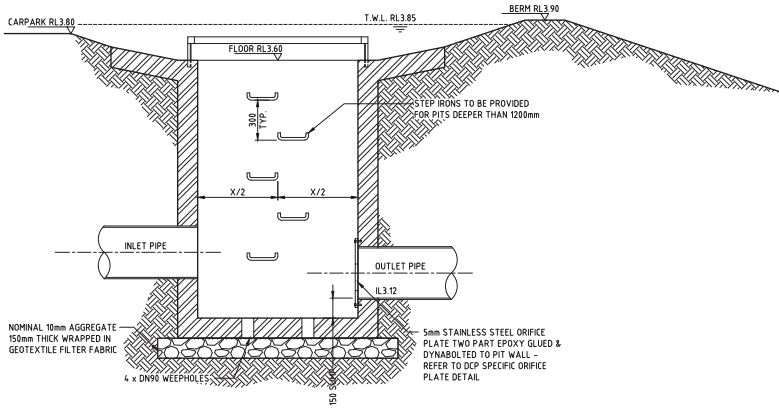 BERM RL3.90
CARPARK RL3.80
T.W.L. RL3.85
FLOOR RL3.60
STEP IRONS TO BE PROVIDED
FOR PITS DEEPER THAN 1200mm
300
TYP.
X/2
X/2
INLET PIPE
OUTLET PIPE
IL3.12
NOMINAL 10mm AGGREGATE
150mm THICK WRAPPED IN
GEOTEXTILE FILTER FABRIC
5mm STAINLESS STEEL ORIFICE
PLATE TWO PART EPOXY GLUED &
DYNABOLTED TO PIT WALL -
REFER TO DCP SPECIFIC ORIFICE
PLATE DETAIL
4 x DN90 WEEPHOLES
150 SUMP